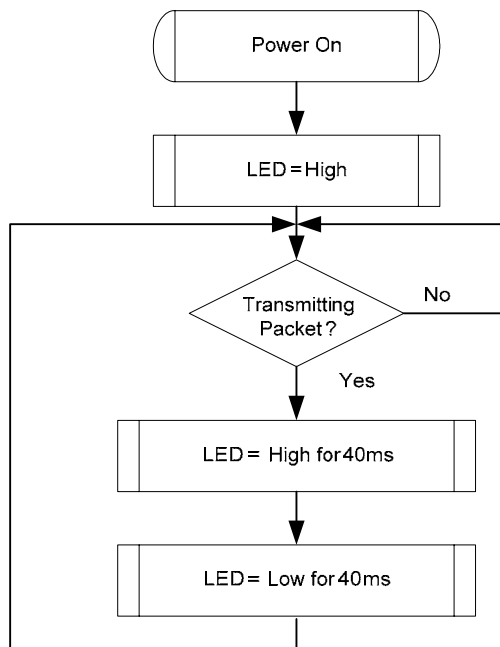 Power On
LED = High
Transmitting
Packet ?
No
Yes
LED = High for 40ms
LED = Low for 40ms